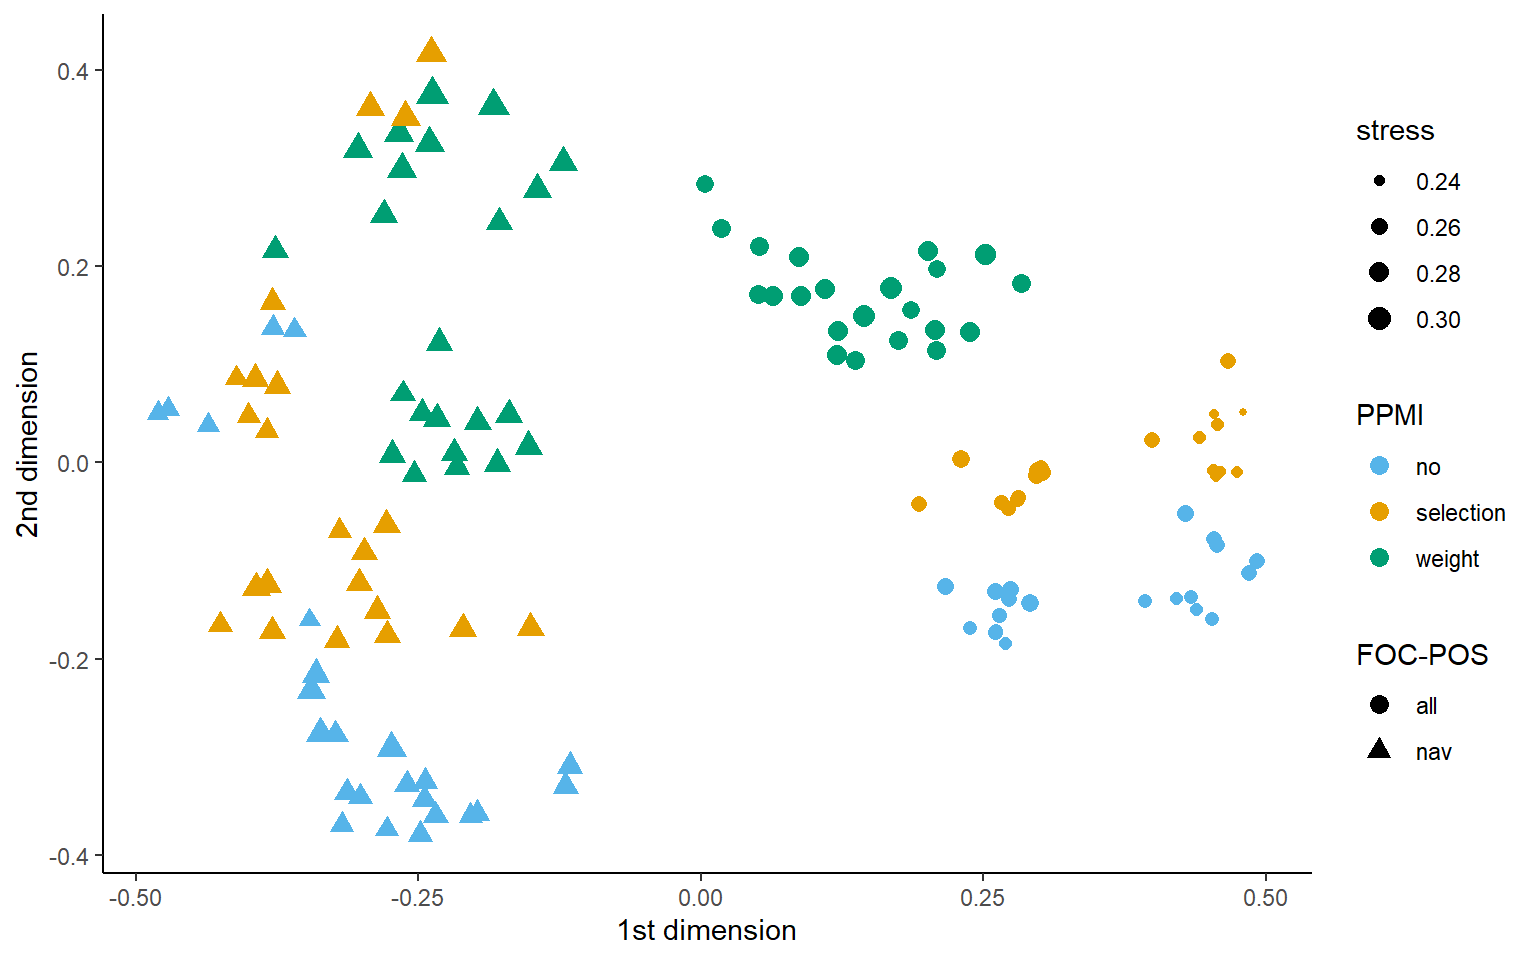 0.4
0.2
0.0
-0.2
-0.4
2nd dimension
-0.50
-0.25
0.00
0.25
0.50
1st dimension
stress
0.24
0.26
0.28
0.30
PPMI
no
selection
weight
FOC-POS
all
nav